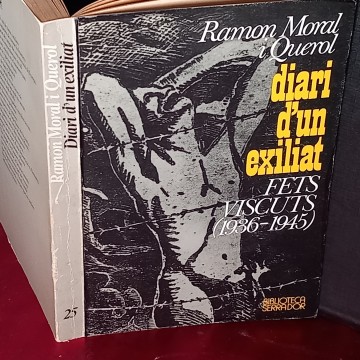 Ramon Moral
i Querol
diari
d'un
exiliat
FETS
VISCUTS
(1936-1945)
BIBLIOTECA
SERRA D'OR
Ramon Moral i Querol
Diari d'un exiliat
25